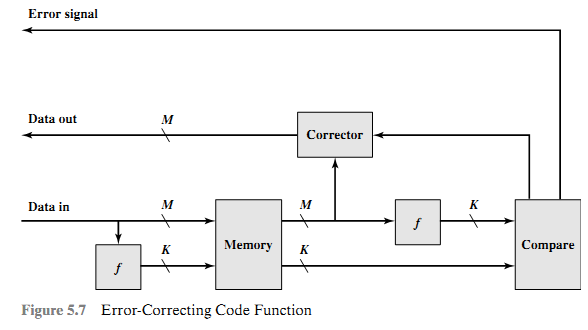 Error signal
Data out
M
Corrector
Data in
M
M
K
f
K
Memory
K
Compare
f
Figure 5.7 Error-Correcting Code Function